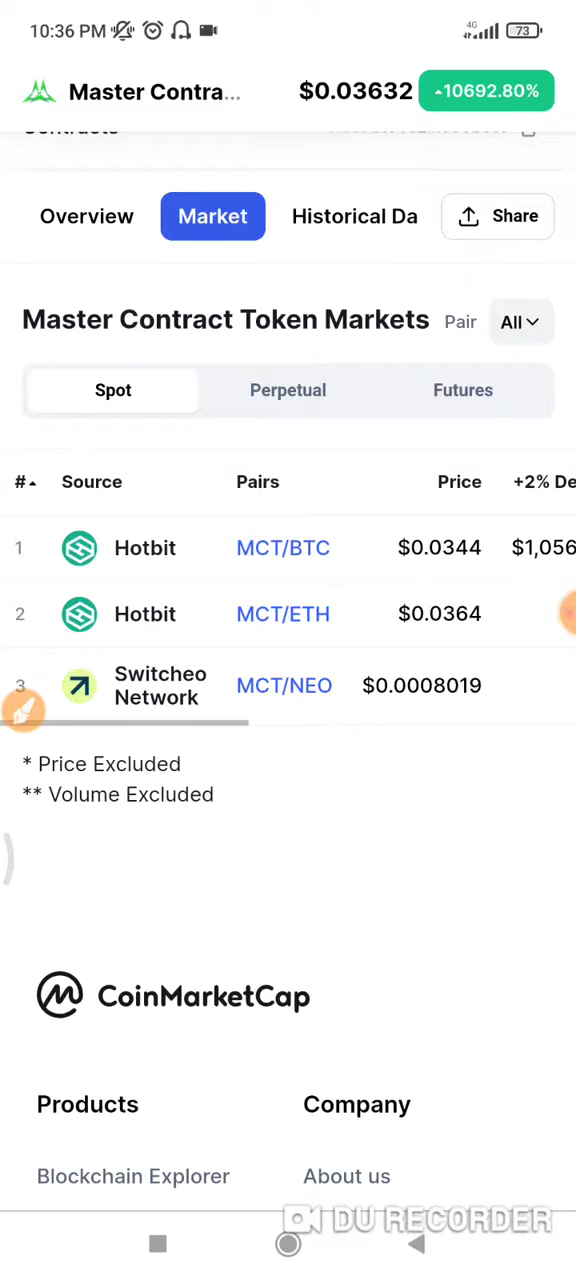 10:36 PM 4G 73
Master Contra... $0.03632 10692.80%
Contracts
Overview Market Historical Da Share
Master Contract Token Markets Pair All
Spot Perpetual Futures
# Source Pairs Price +2% De
1 Hotbit MCT/BTC $0.0344 $1,056
2 Hotbit MCT/ETH $0.0364
3 Switcheo Network MCT/NEO $0.0008019
* Price Excluded
** Volume Excluded
CoinMarketCap
Products Company
Blockchain Explorer About us
DU RECORDER